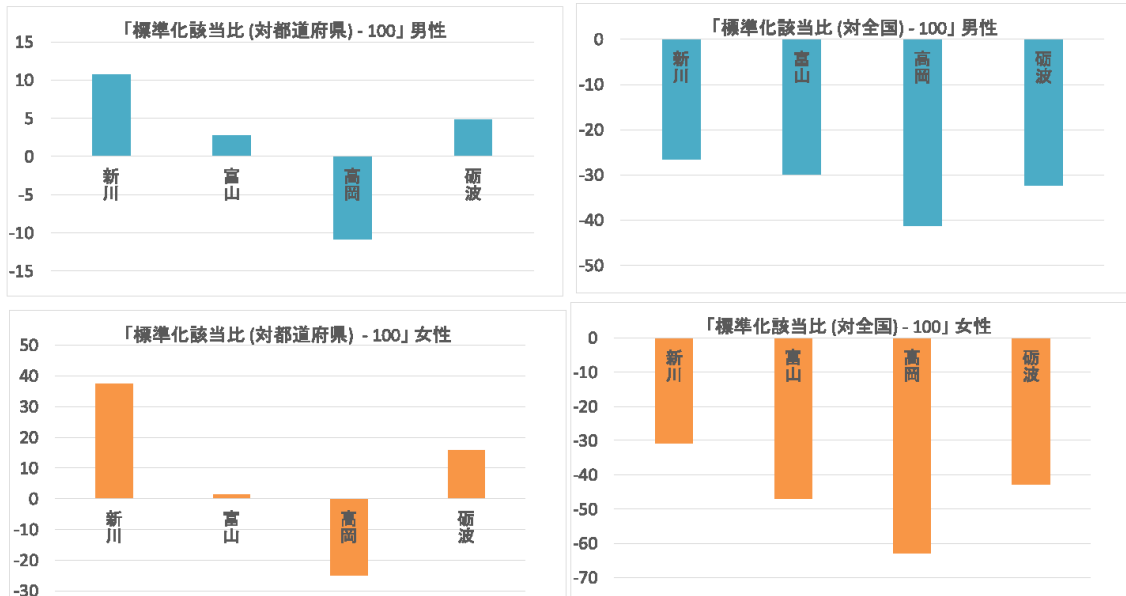 「標準化該当比 (対都道府県) - 100」 男性
15
10
5
0
-5
-10
-15
新川
富山
高岡
砺波
「標準化該当比 (対全国) - 100」 男性
0
-10
-20
-30
-40
-50
新川
富山
高岡
砺波
「標準化該当比 (対都道府県) - 100」 女性
50
40
30
20
10
0
-10
-20
-30
新川
富山
高岡
砺波
「標準化該当比 (対全国) - 100」 女性
0
-10
-20
-30
-40
-50
-60
-70
新川
富山
高岡
砺波